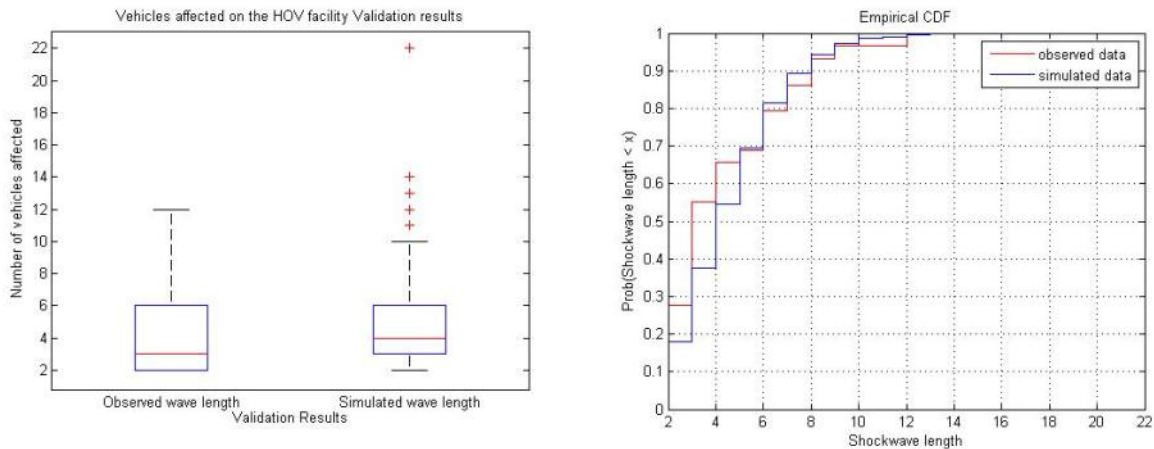 Vehicles affected on the HOV facility Validation results
Number of vehicles affected
22
20
18
16
14
12
10
8
6
4
2
Observed wave length
Simulated wave length
Validation Results
Empirical CDF
Prob(Shockwave length < x)
1
0.9
0.8
0.7
0.6
0.5
0.4
0.3
0.2
0.1
0
observed data
simulated data
2 4 6 8 10 12 14 16 18 20 22
Shockwave length